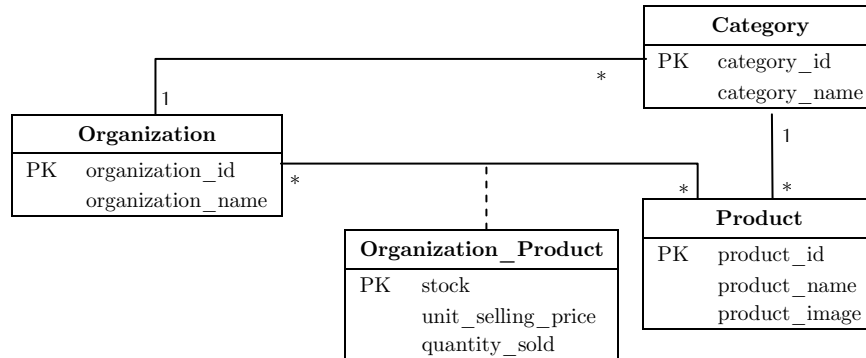 Category
PK category_id
category_name
*
1
1
Organization
PK organization_id
organization_name
*
*
*
Product
PK product_id
product_name
product_image
Organization_Product
PK stock
unit_selling_price
quantity_sold